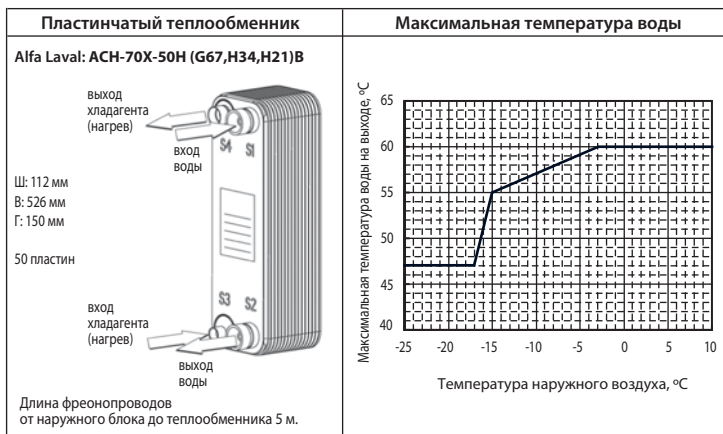 Пластинчатый теплообменник
Alfa Laval: ACH-70X-50H (G67,H34,H21)B
выход
хладагента
(нагрев)
вход
воды
S4 S1
Ш: 112 мм
В: 526 мм
Г: 150 мм
50 пластин
S3 S2
вход
хладагента
(нагрев)
выход
воды
Длина фреонопроводов
от наружного блока до теплообменника 5 м.
Максимальная температура воды
Максимальная температура воды на выходе, ºС
65
60
55
50
45
40
-25 -20 -15 -10 -5 0 5 10
Температура наружного воздуха, ºС